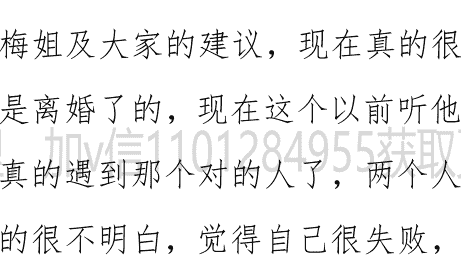 梅姐及大家的建议，现在真的很
是离婚了的，现在这个以前听他
加v信1101284955获取
真的遇到那个对的人了，两个人
的很不明白，觉得自己很失败，